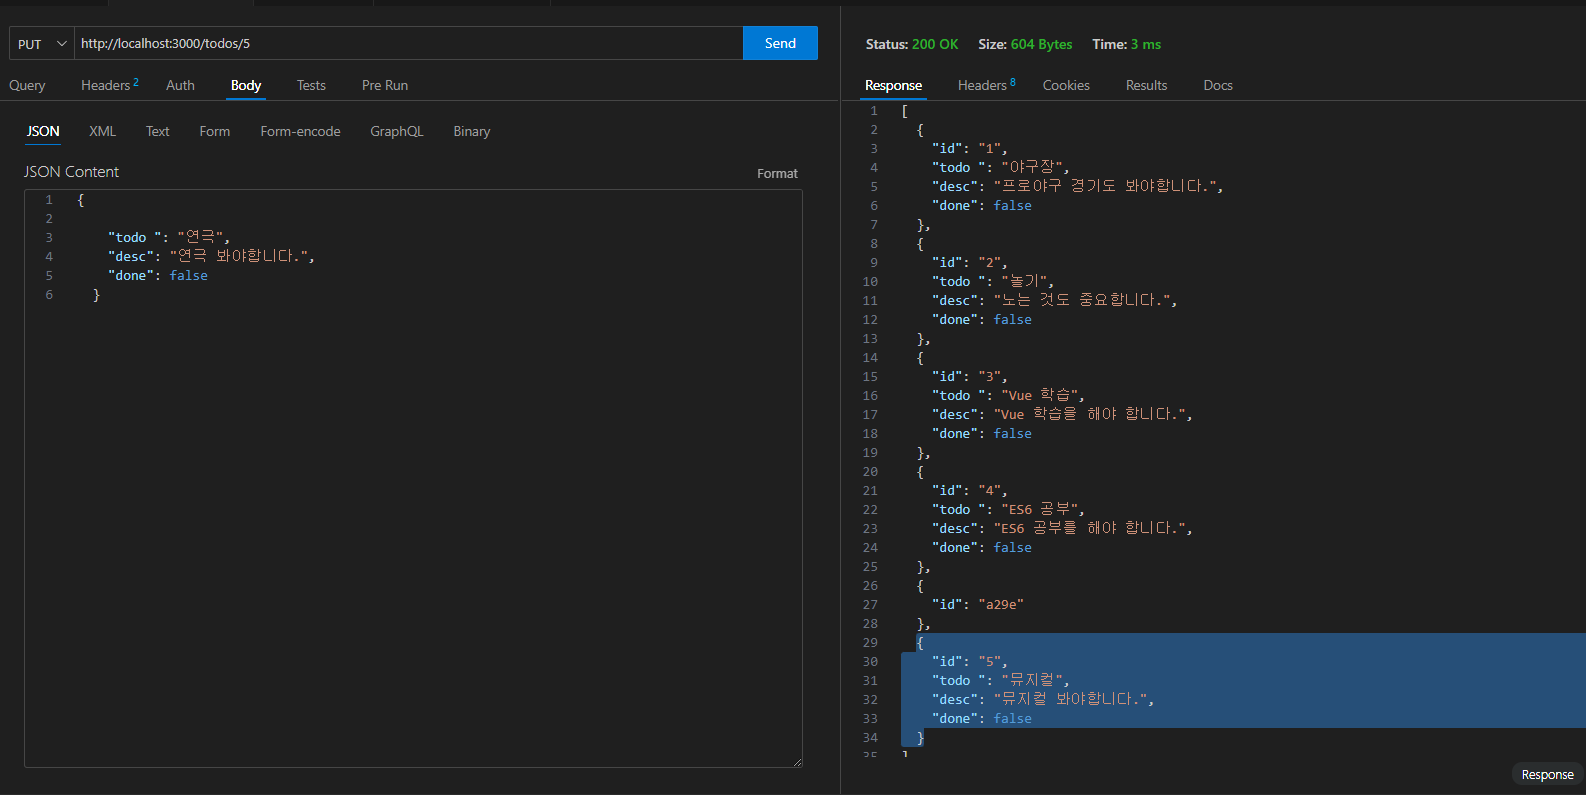 PUT http://localhost:3000/todos/5 Send
Query Headers 2 Auth Body Tests Pre Run
JSON XML Text Form Form-encode GraphQL Binary
JSON Content Format
1 {
2
3 "todo ": "연극",
4 "desc": "연극 봐야합니다.",
5 "done": false
6 }
Status: 200 OK Size: 604 Bytes Time: 3 ms
Response Headers 8 Cookies Results Docs
1 [
2 {
3 "id": "1",
4 "todo ": "야구장",
5 "desc": "프로야구 경기도 봐야합니다.",
6 "done": false
7 },
8 {
9 "id": "2",
10 "todo ": "놀기",
11 "desc": "노는 것도 중요합니다.",
12 "done": false
13 },
14 {
15 "id": "3",
16 "todo ": "Vue 학습",
17 "desc": "Vue 학습을 해야 합니다.",
18 "done": false
19 },
20 {
21 "id": "4",
22 "todo ": "ES6 공부",
23 "desc": "ES6 공부를 해야 합니다.",
24 "done": false
25 },
26 {
27 "id": "a29e"
28 },
29 {
30 "id": "5",
31 "todo ": "뮤지컬",
32 "desc": "뮤지컬 봐야합니다.",
33 "done": false
34 }
35 ]
Response